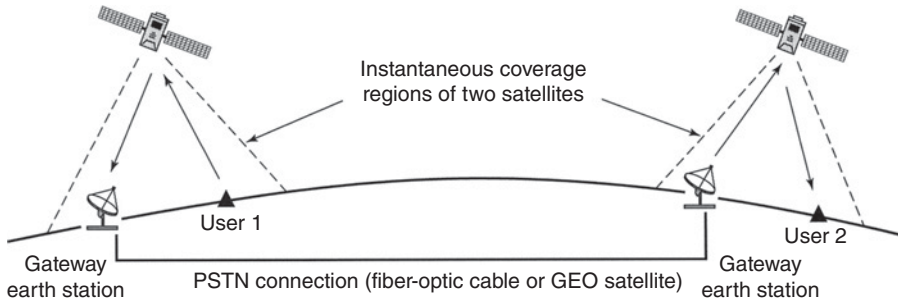 Instantaneous coverage
regions of two satellites
User 1
User 2
Gateway
earth station
PSTN connection (fiber-optic cable or GEO satellite)
Gateway
earth station